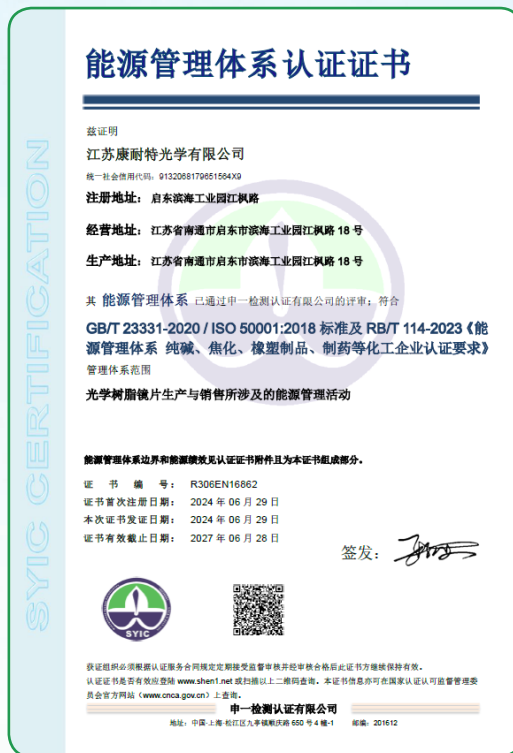 能源管理体系认证证书
兹证明
江苏康耐特光学有限公司
统一社会信用代码：9132068179651564X9
注册地址：启东滨海工业园江枫路
经营地址：江苏省南通市启东市滨海工业园江枫路 18 号
生产地址：江苏省南通市启东市滨海工业园江枫路 18 号
其 能源管理体系 已通过申一检测认证有限公司的评审：符合
GB/T 23331-2020 / ISO 50001:2018 标准及 RB/T 114-2023《能
源管理体系 纯碱、焦化、橡塑制品、制药等化工企业认证要求》
管理体系范围
光学树脂镜片生产与销售所涉及的能源管理活动
能源管理体系边界和能源绩效见认证证书附件且为本证书组成部分。
证 书 编 号： R306EN16862
证书首次注册日期： 2024 年 06 月 29 日
本次证书发证日期： 2024 年 06 月 29 日
证书有效截止日期： 2027 年 06 月 28 日
签发：
SYIC
获证组织必须根据认证服务合同规定定期接受监督审核并经审核合格后此证书方继续保持有效。
认证证书是否有效应登陆 www.shen1.net 或扫描以上二维码查询。本证书信息亦可在国家认证认可监督管理委
员会官方网站（www.cnca.gov.cn）上查询。
申一检测认证有限公司
地址：中国·上海·松江区九亭镇顺庆路 650 号 4 幢-1 邮编：201612
SYIC CERTIFICATION